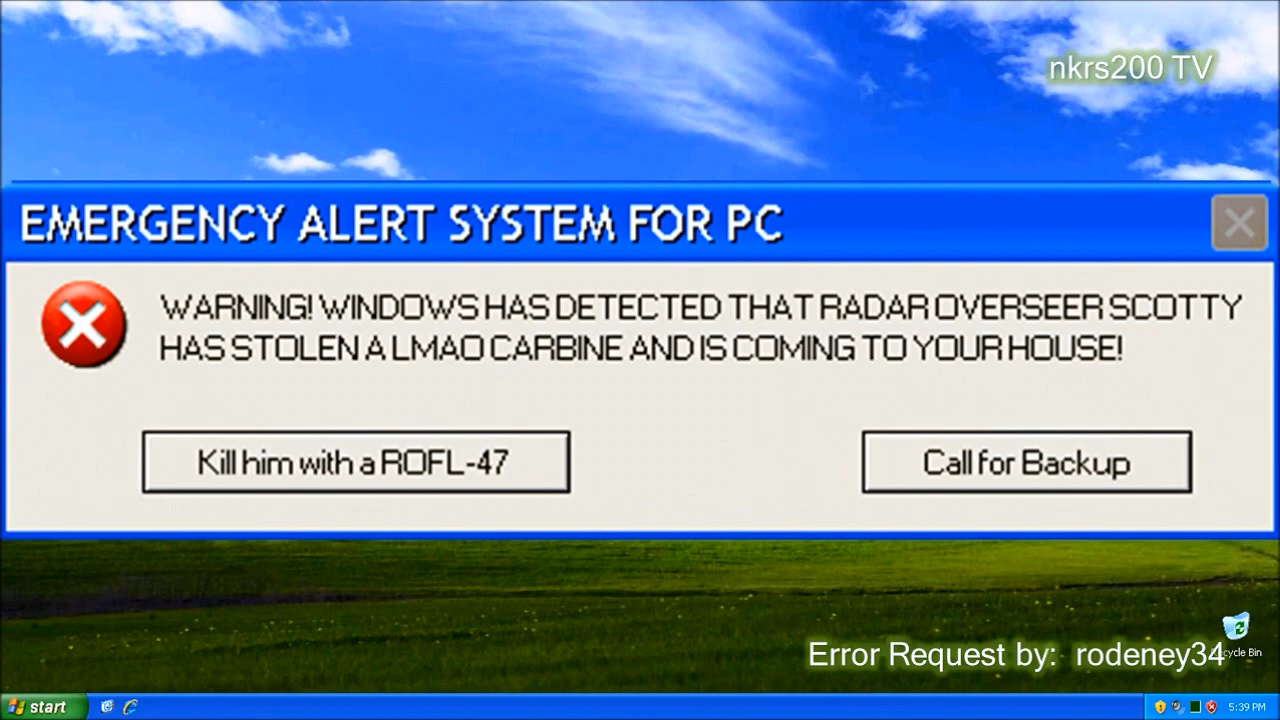 nkrs200 TV
EMERGENCY ALERT SYSTEM FOR PC
WARNING! WINDOWS HAS DETECTED THAT RADAR OVERSEER SCOTTY
HAS STOLEN A LMAO CARBINE AND IS COMING TO YOUR HOUSE!
Kill him with a ROFL-47
Call for Backup
Error Request by: rodeney34
Bin
start
5:39 PM